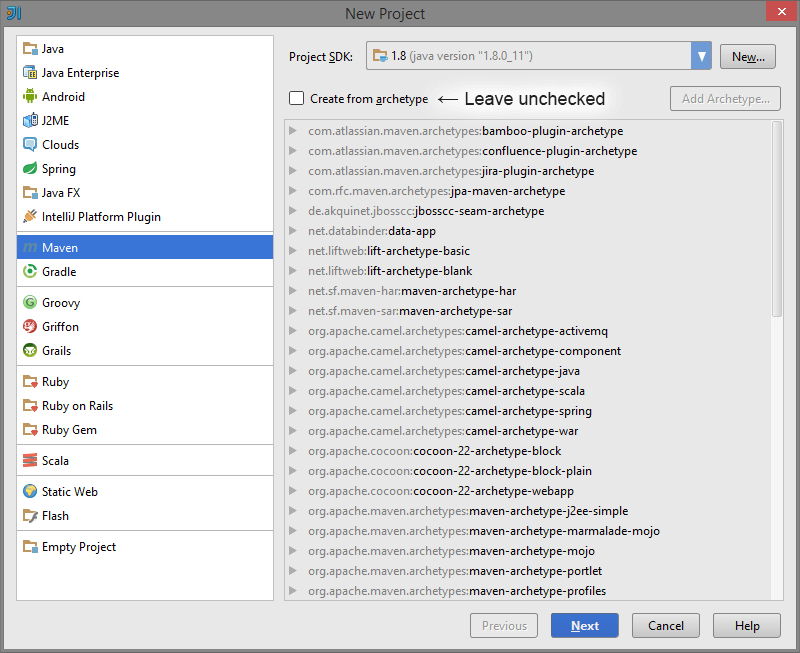 New Project
Java
Java Enterprise
Android
J2ME
Clouds
Spring
Java FX
IntelliJ Platform Plugin
Maven
Gradle
Groovy
Griffon
Grails
Ruby
Ruby on Rails
Ruby Gem
Scala
Static Web
Flash
Empty Project
Project SDK: 1.8 (java version "1.8.0_11") New...
Create from archetype ← Leave unchecked Add Archetype...
com.atlassian.maven.archetypes:bamboo-plugin-archetype
com.atlassian.maven.archetypes:confluence-plugin-archetype
com.atlassian.maven.archetypes:jira-plugin-archetype
com.rfc.maven.archetypes:jpa-maven-archetype
de.akquinet.jbosscc:jbosscc-seam-archetype
net.databinder:data-app
net.liftweb:lift-archetype-basic
net.liftweb:lift-archetype-blank
net.sf.maven-har:maven-archetype-har
net.sf.maven-sar:maven-archetype-sar
org.apache.camel.archetypes:camel-archetype-activemq
org.apache.camel.archetypes:camel-archetype-component
org.apache.camel.archetypes:camel-archetype-java
org.apache.camel.archetypes:camel-archetype-scala
org.apache.camel.archetypes:camel-archetype-spring
org.apache.camel.archetypes:camel-archetype-war
org.apache.cocoon:cocoon-22-archetype-block
org.apache.cocoon:cocoon-22-archetype-block-plain
org.apache.cocoon:cocoon-22-archetype-webapp
org.apache.maven.archetypes:maven-archetype-j2ee-simple
org.apache.maven.archetypes:maven-archetype-marmalade-mojo
org.apache.maven.archetypes:maven-archetype-mojo
org.apache.maven.archetypes:maven-archetype-portlet
org.apache.maven.archetypes:maven-archetype-profiles
Previous Next Cancel Help